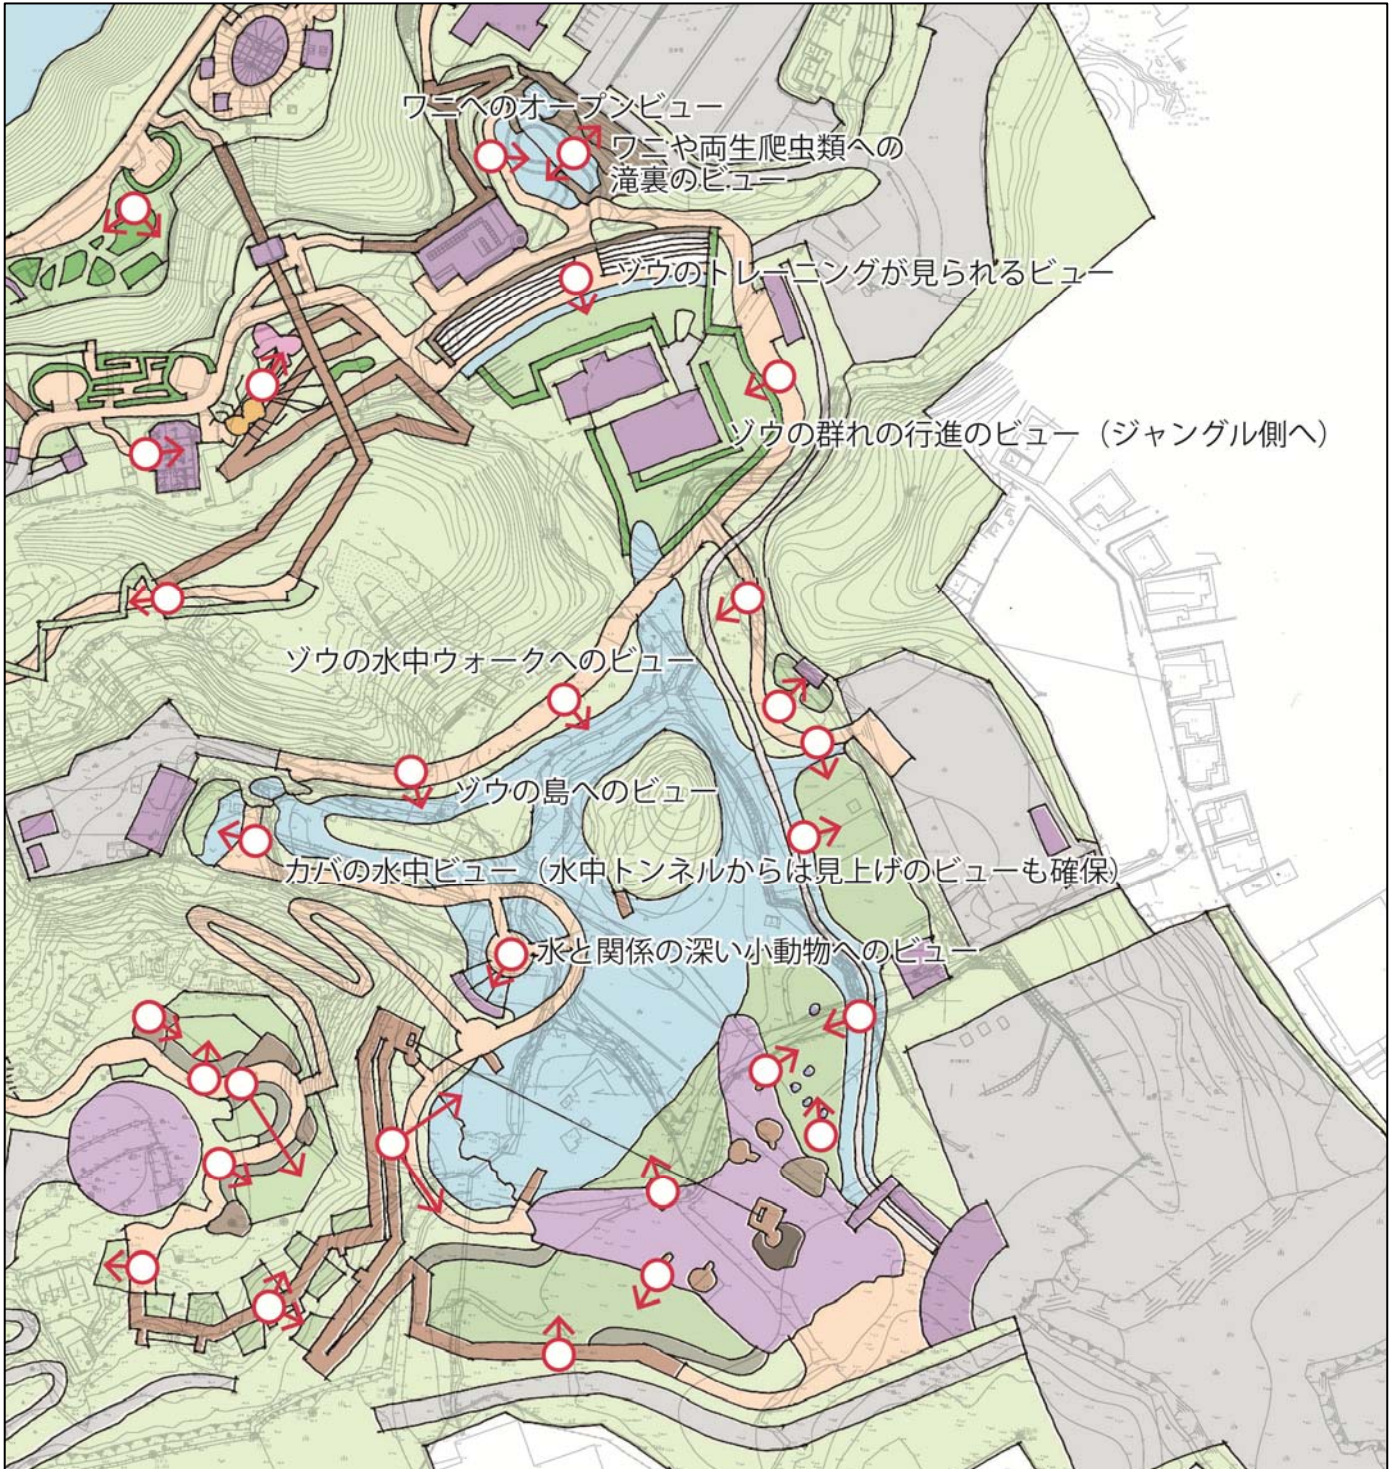 ワニへのオープンビュー
ワニや両生爬虫類への
滝裏のビュー
ゾウのトレーニングが見られるビュー
ゾウの群れの行進のビュー（ジャングル側へ）
ゾウの水中ウォークへのビュー
ゾウの島へのビュー
カバの水中ビュー（水中トンネルからは見上げのビューも確保）
水と関係の深い小動物へのビュー